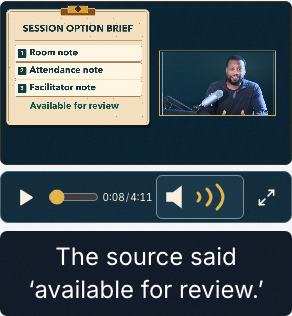 SESSION OPTION BRIEF
1 Room note
2 Attendance note
3 Facilitator note
Available for review
0:08/4:11
The source said
‘available for review.’